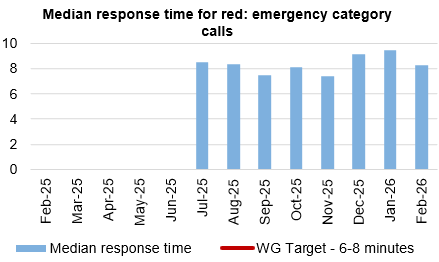 Median response time for red: emergency category
calls
10
8
6
4
2
0
Feb-25
Mar-25
Apr-25
May-25
Jun-25
Jul-25
Aug-25
Sep-25
Oct-25
Nov-25
Dec-25
Jan-26
Feb-26
Median response time
WG Target - 6-8 minutes